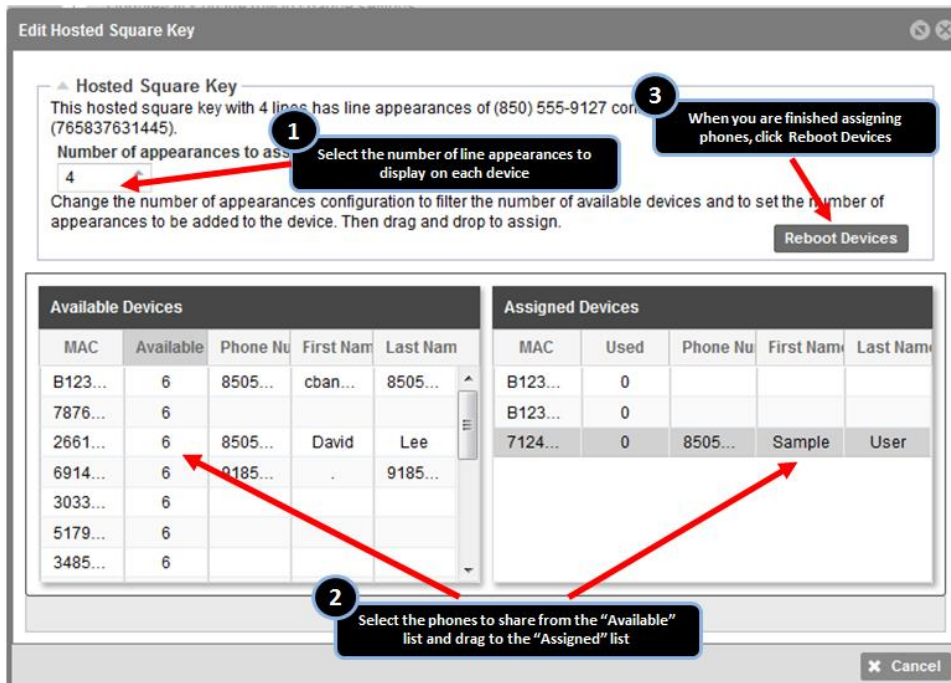 Edit Hosted Square Key
Hosted Square Key
This hosted square key with 4 lines has line appearances of (850) 555-9127
(765837631445).
3
When you are finished assigning
phones, click Reboot Devices
1
Number of appearances to
Select the number of line appearances to
display on each device
4
Change the number of appearances configuration to filter the number of available devices and to set the number of
appearances to be added to the device. Then drag and drop to assign.
Reboot Devices
Available Devices
MAC Available Phone Nu First Nam Last Nam
B123... 6 8505... cban... 8505...
7876... 6
2661... 6 8505... David Lee
6914... 6 9185... . 9185...
3033... 6
5179... 6
3485... 6
Assigned Devices
MAC Used Phone Nu First Name Last Name
B123... 0
B123... 0
7124... 0 8505... Sample User
2
Select the phones to share from the “Available”
list and drag to the “Assigned” list
Cancel